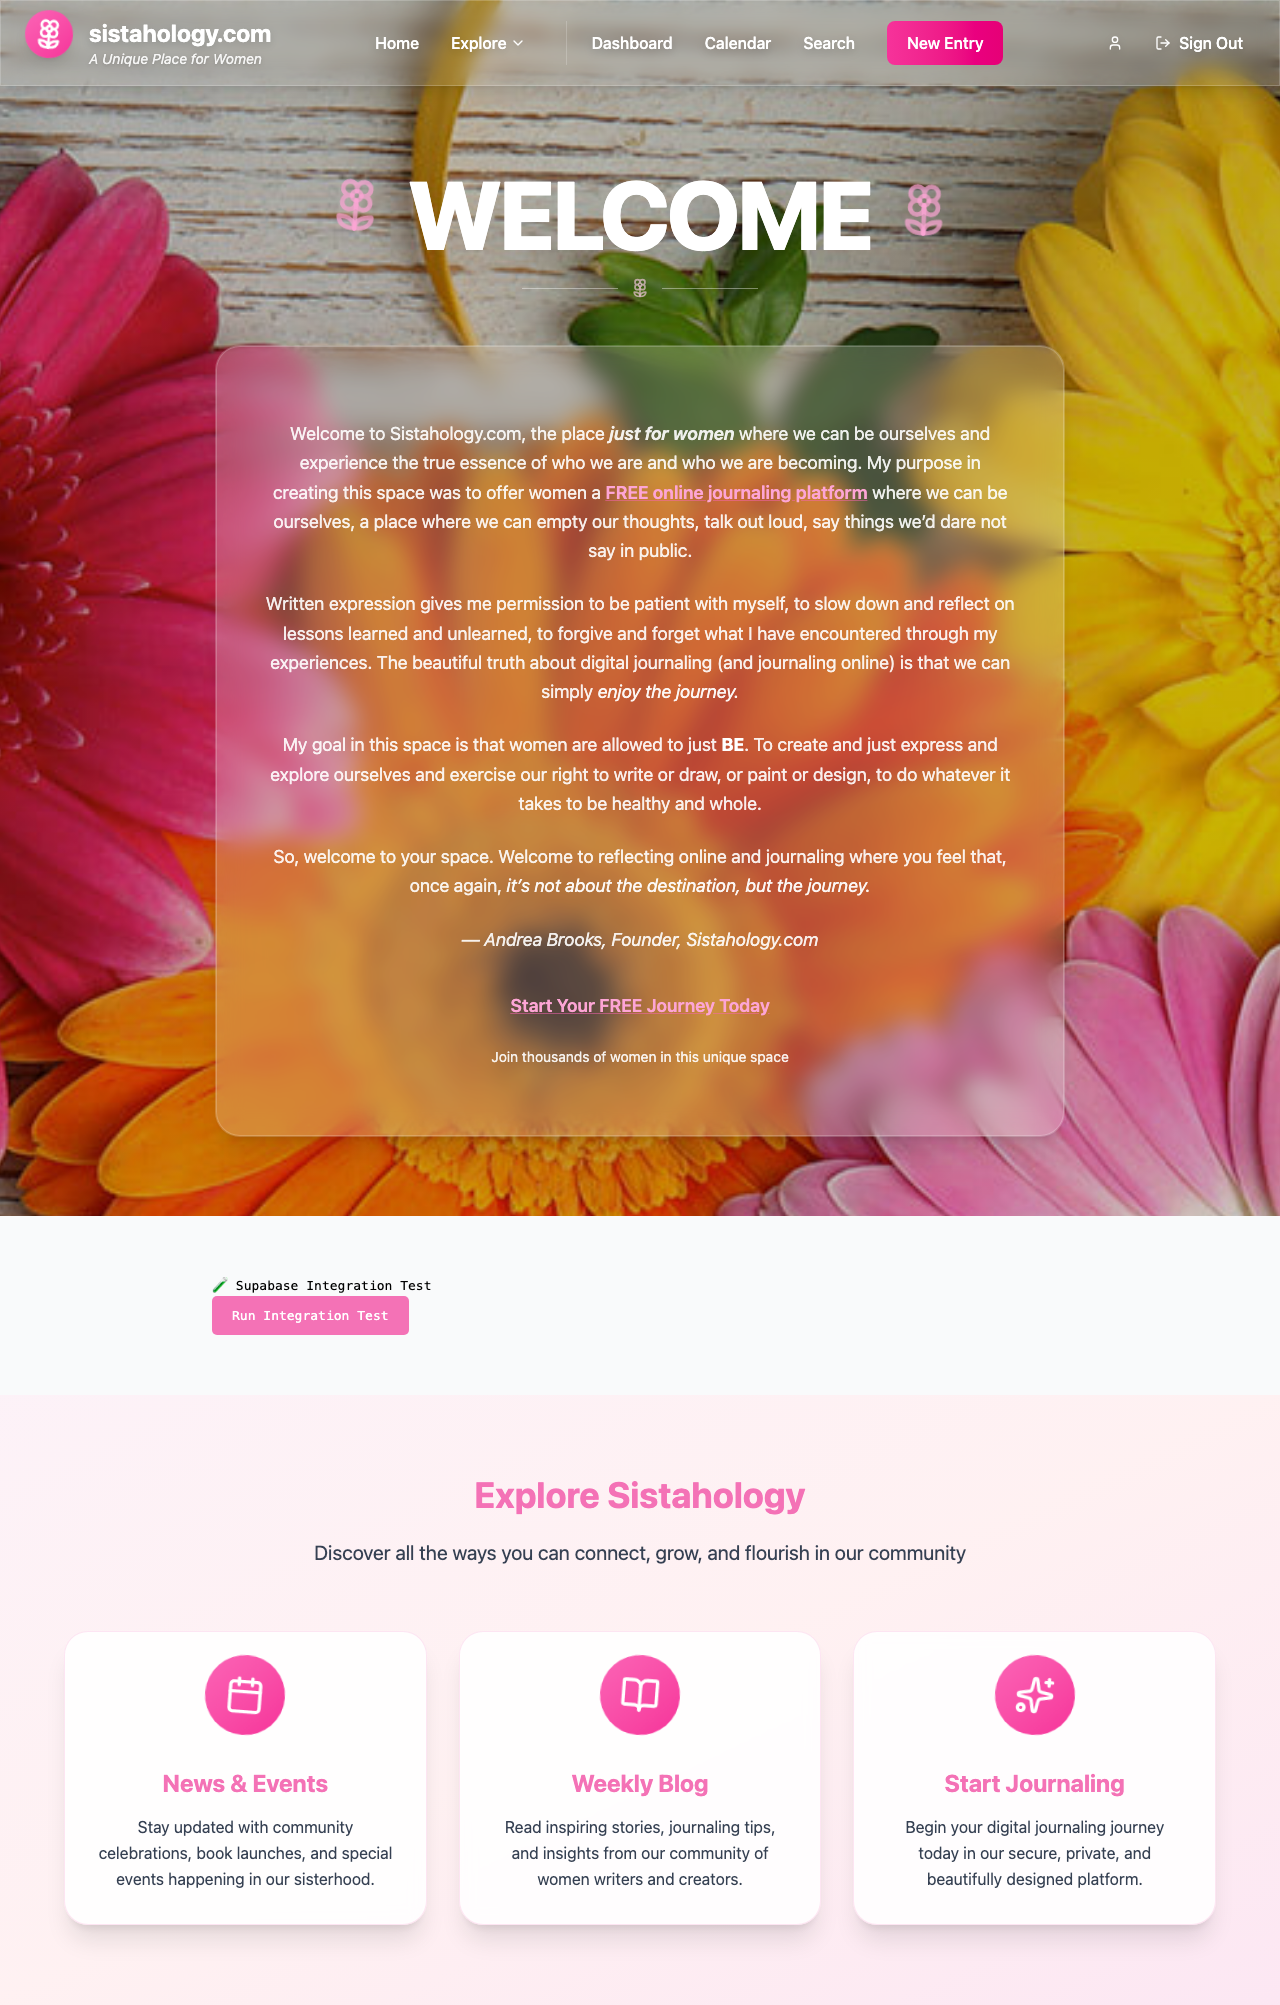 sistahology.com
A Unique Place for Women
Home
Explore
Dashboard
Calendar
Search
New Entry
Sign Out
WELCOME
Welcome to Sistahology.com, the place just for women where we can be ourselves and
experience the true essence of who we are and who we are becoming. My purpose in
creating this space was to offer women a FREE online journaling platform where we can be
ourselves, a place where we can empty our thoughts, talk out loud, say things we’d dare not
say in public.
Written expression gives me permission to be patient with myself, to slow down and reflect on
lessons learned and unlearned, to forgive and forget what I have encountered through my
experiences. The beautiful truth about digital journaling (and journaling online) is that we can
simply enjoy the journey.
My goal in this space is that women are allowed to just BE. To create and just express and
explore ourselves and exercise our right to write or draw, or paint or design, to do whatever it
takes to be healthy and whole.
So, welcome to your space. Welcome to reflecting online and journaling where you feel that,
once again, it’s not about the destination, but the journey.
— Andrea Brooks, Founder, Sistahology.com
Start Your FREE Journey Today
Join thousands of women in this unique space
Supabase Integration Test
Run Integration Test
Explore Sistahology
Discover all the ways you can connect, grow, and flourish in our community
News & Events
Stay updated with community
celebrations, book launches, and special
events happening in our sisterhood.
Weekly Blog
Read inspiring stories, journaling tips,
and insights from our community of
women writers and creators.
Start Journaling
Begin your digital journaling journey
today in our secure, private, and
beautifully designed platform.